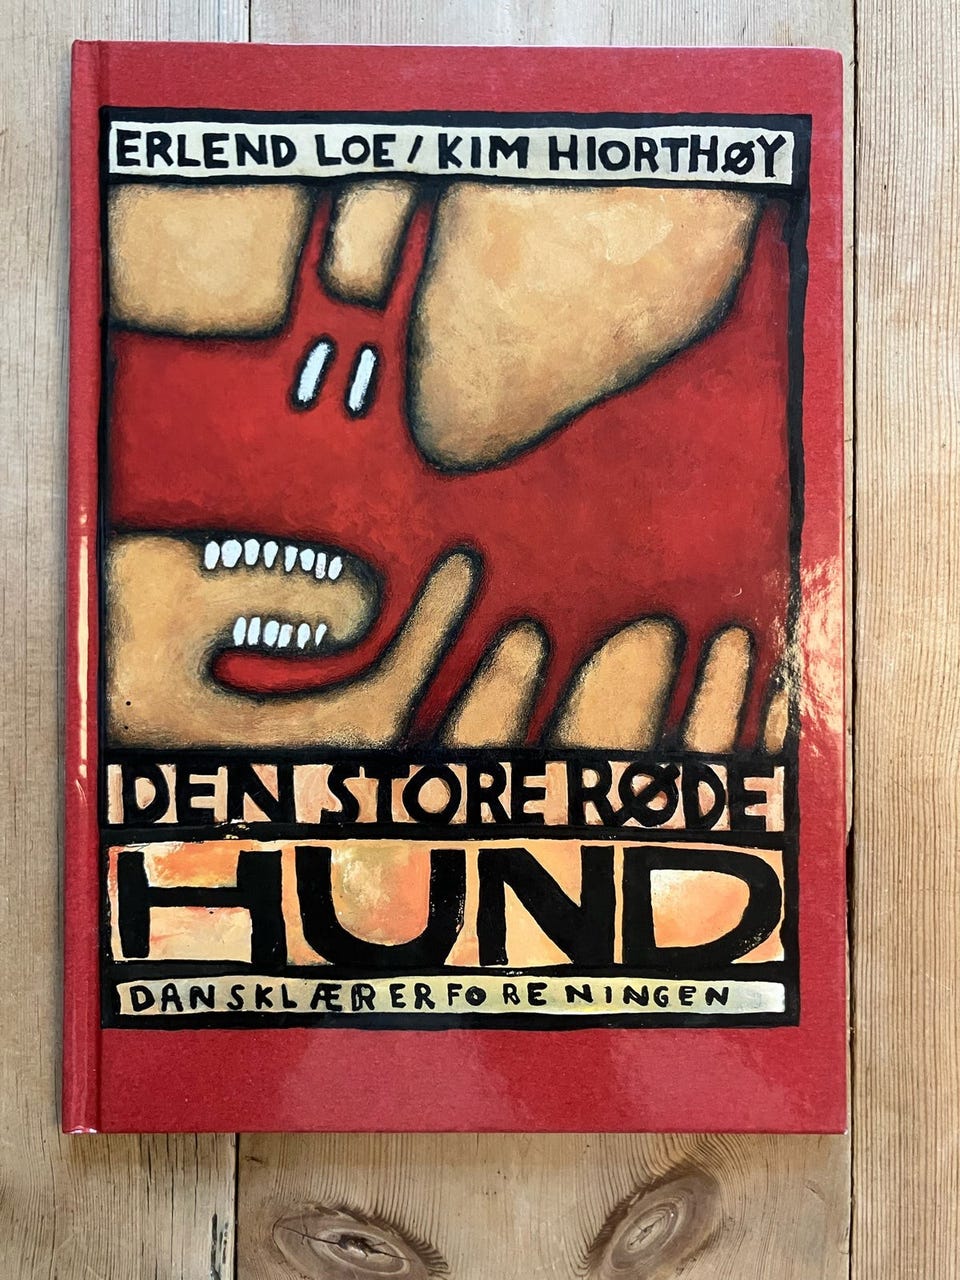 ERLEND LOE / KIM HIORTHØY
DEN STORE RØDE
HUND
DANSKLÆRERFORENINGEN